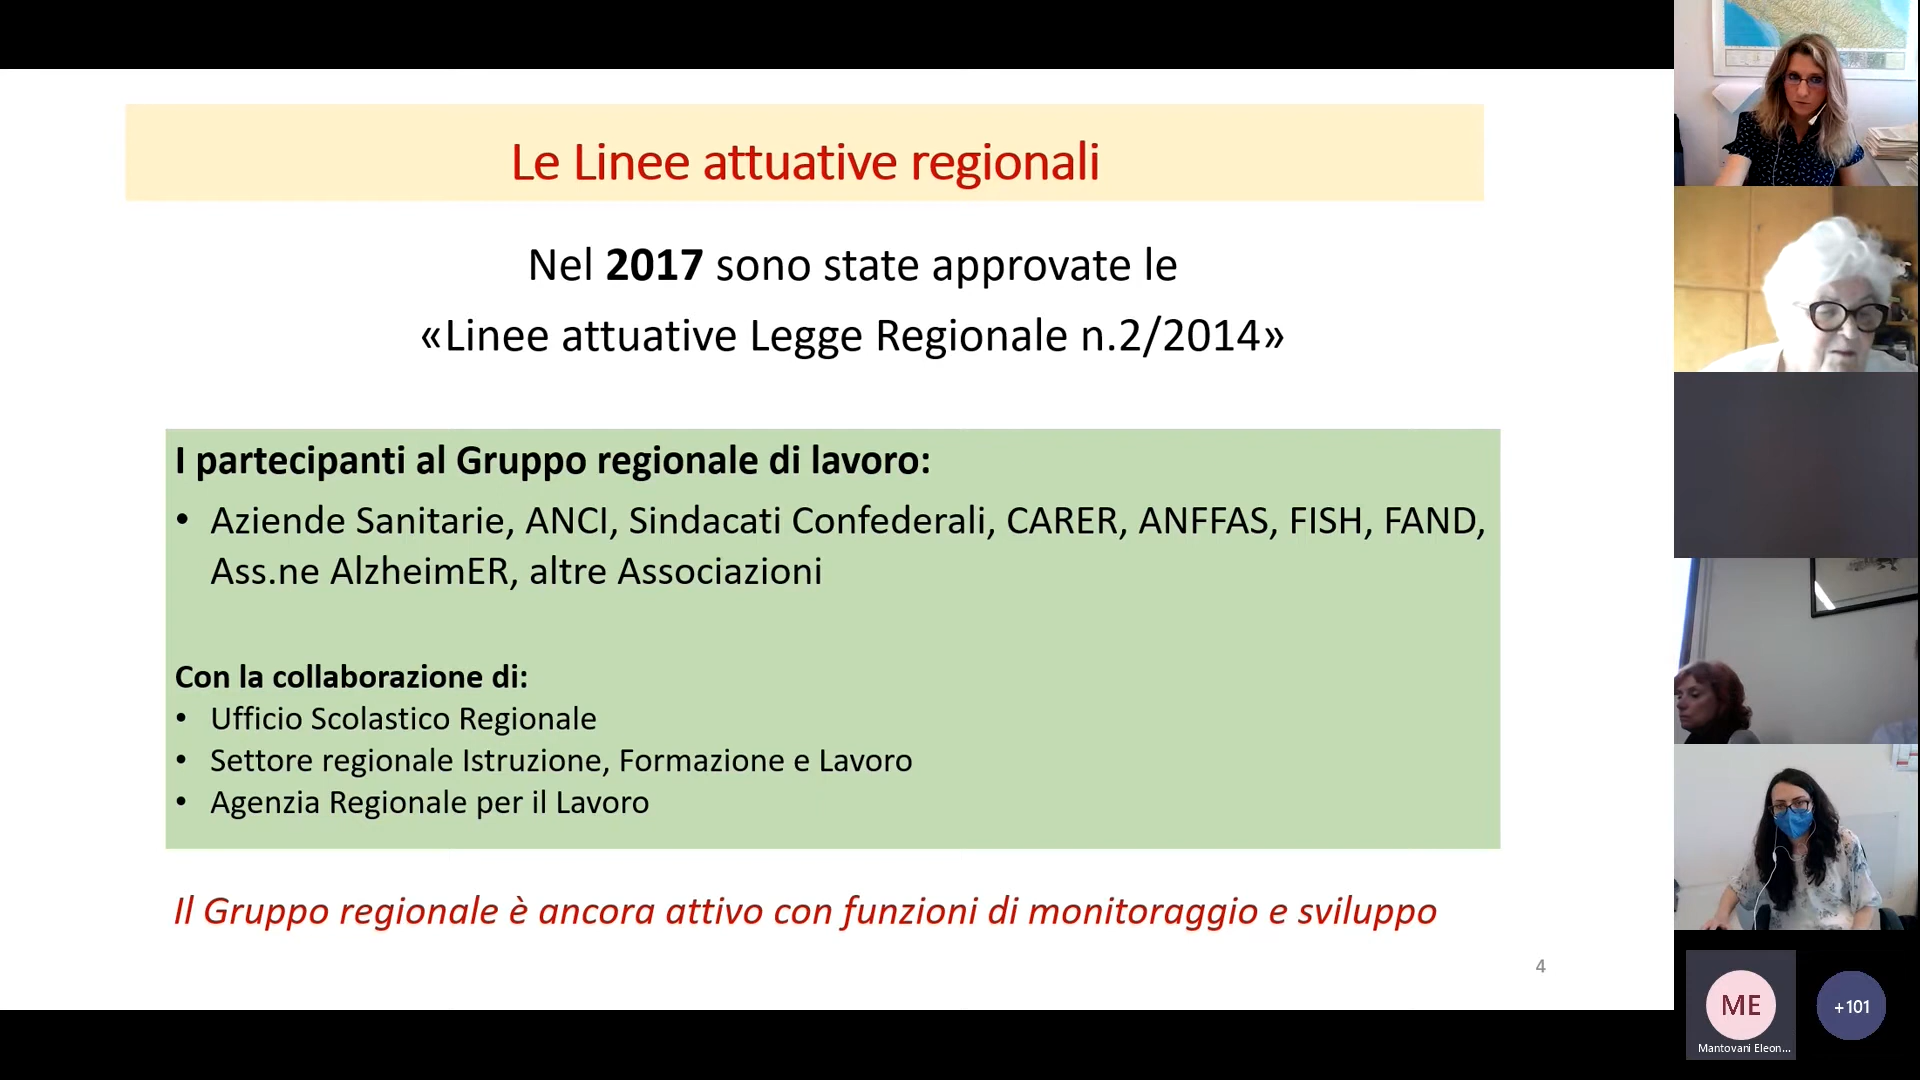 Le Linee attuative regionali
Nel 2017 sono state approvate le
«Linee attuative Legge Regionale n.2/2014»
I partecipanti al Gruppo regionale di lavoro:
• Aziende Sanitarie, ANCI, Sindacati Confederali, CARER, ANFFAS, FISH, FAND,
Ass.ne AlzheimER, altre Associazioni
Con la collaborazione di:
• Ufficio Scolastico Regionale
• Settore regionale Istruzione, Formazione e Lavoro
• Agenzia Regionale per il Lavoro
Il Gruppo regionale è ancora attivo con funzioni di monitoraggio e sviluppo
4
ME
Mantovani Eleon...
+101